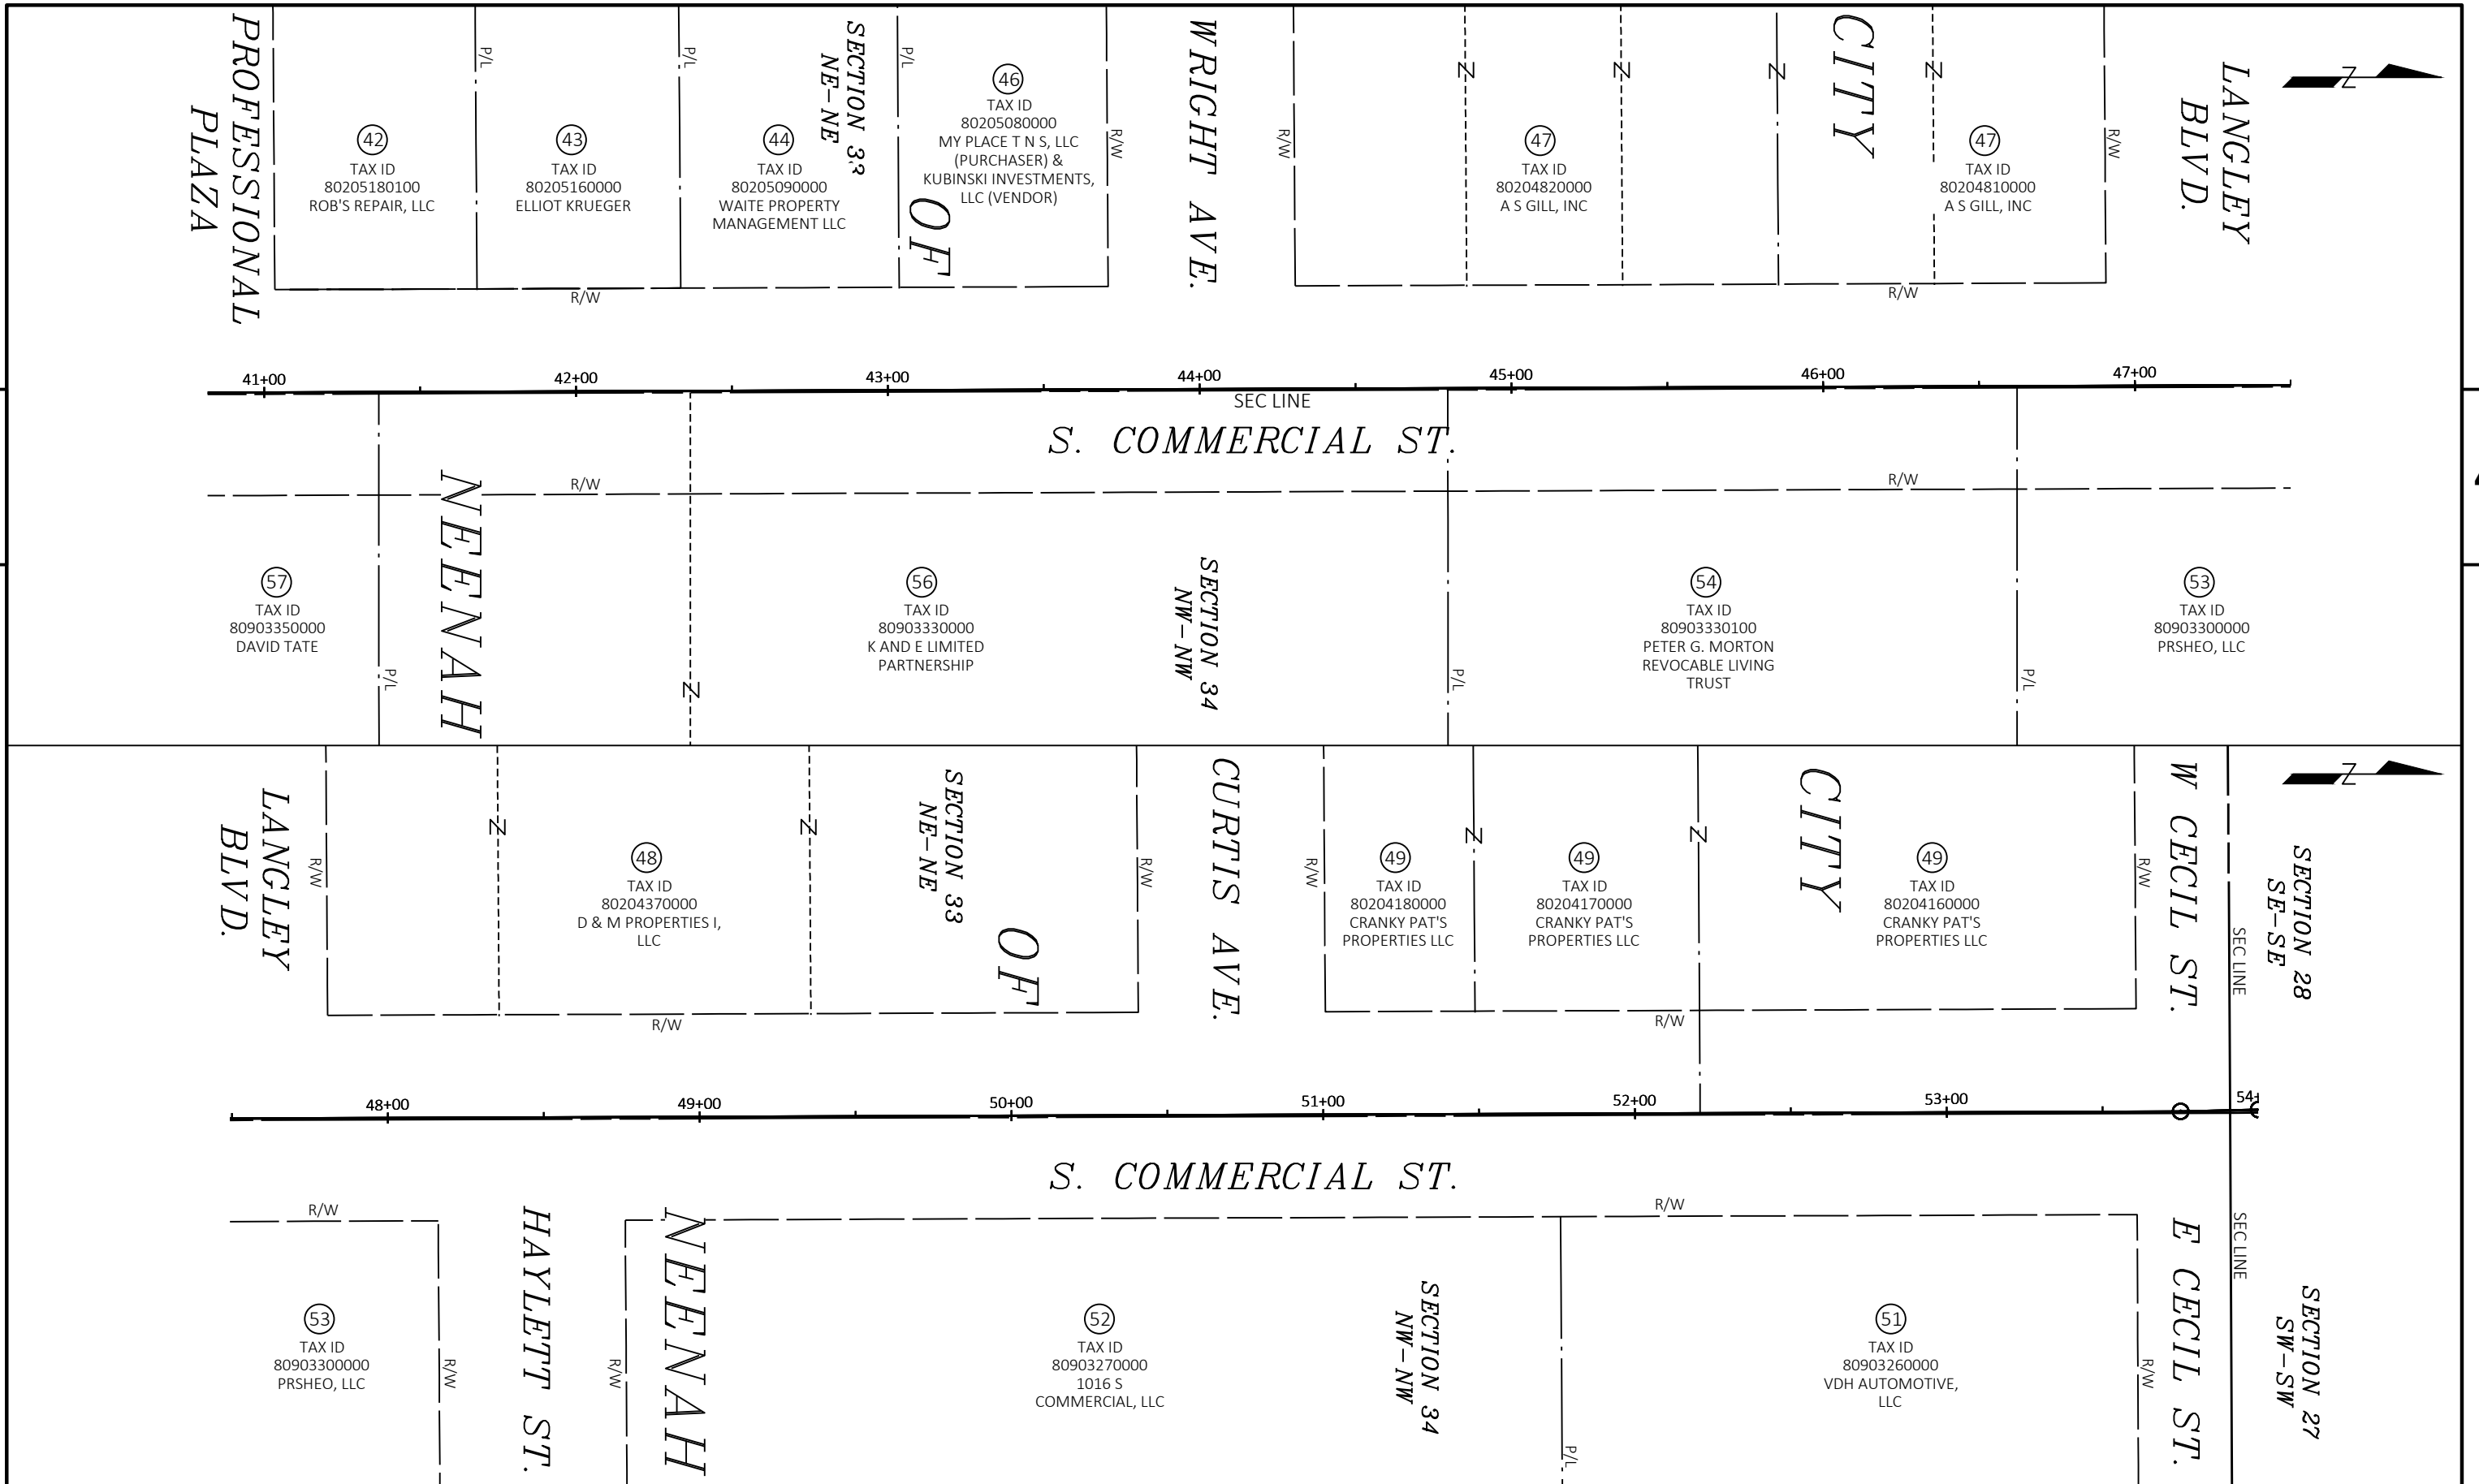 PROFESSIONAL
PLAZA
42
TAX ID
80205180100
ROB'S REPAIR, LLC
P/L
43
TAX ID
80205160000
ELLIOT KRUEGER
P/L
44
TAX ID
80205090000
WAITE PROPERTY
MANAGEMENT LLC
SECTION 33
NE-NE
P/L
46
TAX ID
80205080000
MY PLACE T N S, LLC
(PURCHASER) &
KUBINSKI INVESTMENTS,
LLC (VENDOR)
OF
R/W
R/W
WRIGHT AVE.
R/W
Z
47
TAX ID
80204820000
A S GILL, INC
Z
Z
CITY
Z
47
TAX ID
80204810000
A S GILL, INC
R/W
R/W
LANGLEY
BLVD.
Z
41+00
42+00
43+00
44+00
45+00
46+00
47+00
SEC LINE
S. COMMERCIAL ST.
R/W
R/W
57
TAX ID
80903350000
DAVID TATE
P/L
NEENAH
Z
56
TAX ID
80903330000
K AND E LIMITED
PARTNERSHIP
SECTION 34
NW-NW
P/L
54
TAX ID
80903330100
PETER G. MORTON
REVOCABLE LIVING
TRUST
P/L
53
TAX ID
80903300000
PRSHEO, LLC
LANGLEY
BLVD.
R/W
Z
48
TAX ID
80204370000
D & M PROPERTIES I,
LLC
R/W
Z
SECTION 33
NE-NE
OF
R/W
CURTIS AVE.
R/W
49
TAX ID
80204180000
CRANKY PAT'S
PROPERTIES LLC
Z
49
TAX ID
80204170000
CRANKY PAT'S
PROPERTIES LLC
R/W
Z
CITY
49
TAX ID
80204160000
CRANKY PAT'S
PROPERTIES LLC
R/W
W CECIL ST.
SEC LINE
SECTION 28
SE-SE
Z
48+00
49+00
50+00
51+00
52+00
53+00
54+
S. COMMERCIAL ST.
R/W
R/W
53
TAX ID
80903300000
PRSHEO, LLC
R/W
HAYLETT ST.
R/W
NEENAH
52
TAX ID
80903270000
1016 S
COMMERCIAL, LLC
SECTION 34
NW-NW
P/L
51
TAX ID
80903260000
VDH AUTOMOTIVE,
LLC
R/W
E CECIL ST.
SEC LINE
SECTION 27
SW-SW